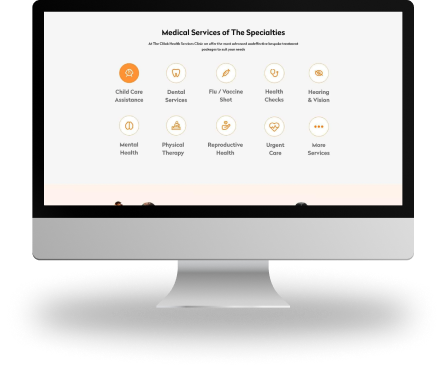 Medical Services of The Specialties
At The Clinik Health Services Clinic we offer the most advanced and effective bespoke treatment
packages to suit your needs
Child Care
Assistance
Dental
Services
Flu / Vaccine
Shot
Health
Checks
Hearing
& Vision
Mental
Health
Physical
Therapy
Reproductive
Health
Urgent
Care
More
Services